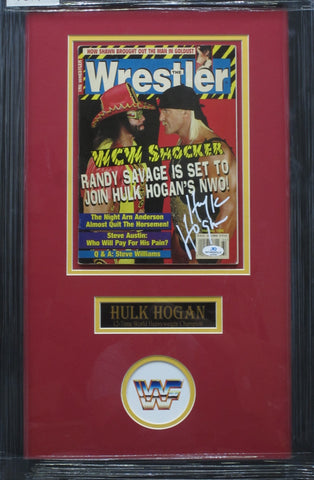 HOW SHAWN BROUGHT OUT THE MAN IN GOLDUST
THE
Wrestler
WCW SHOCKER
RANDY SAVAGE IS SET TO
JOIN HULK HOGAN'S NWO!
The Night Arn Anderson
Almost Quit The Horsemen!
Steve Austin:
Who Will Pay For His Pain?
Q & A: Steve Williams
Hulk
Hogan
HULK HOGAN
12-Time World Heavyweight Champion
WF